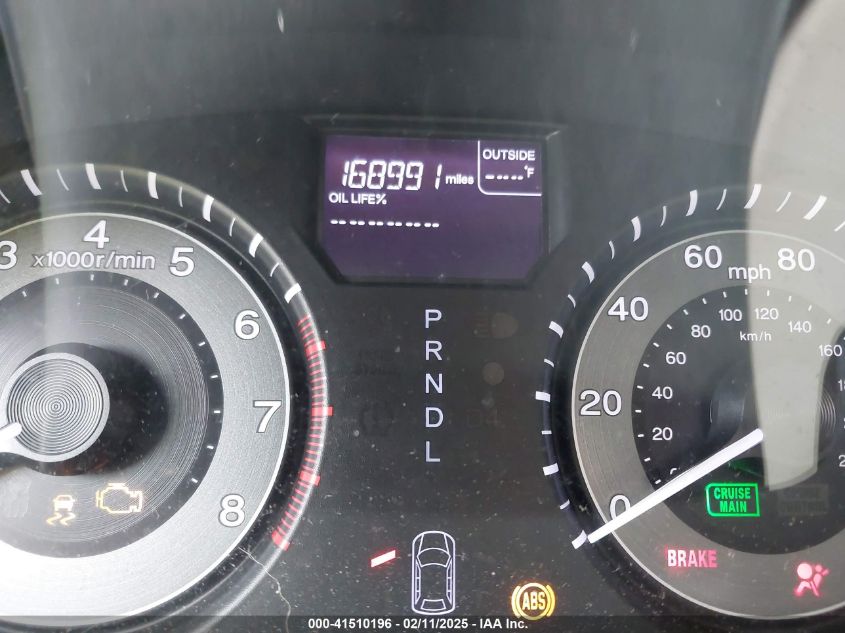 168991 miles
OUTSIDE
-----°F
OIL LIFE%
----------
3 4 5 6 7 8
x1000r/min
P
R
N
D
L
D4
0 20 40 60 80
mph
20 40 60 80 100 120 140 160
km/h
CRUISE
MAIN
BRAKE
ABS
000-41510196 - 02/11/2025 - IAA Inc.